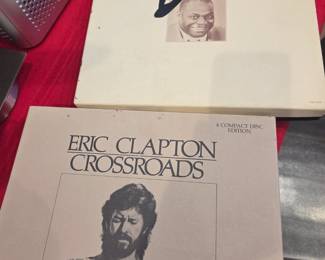 4 COMPACT DISC
EDITION
ERIC CLAPTON
CROSSROADS